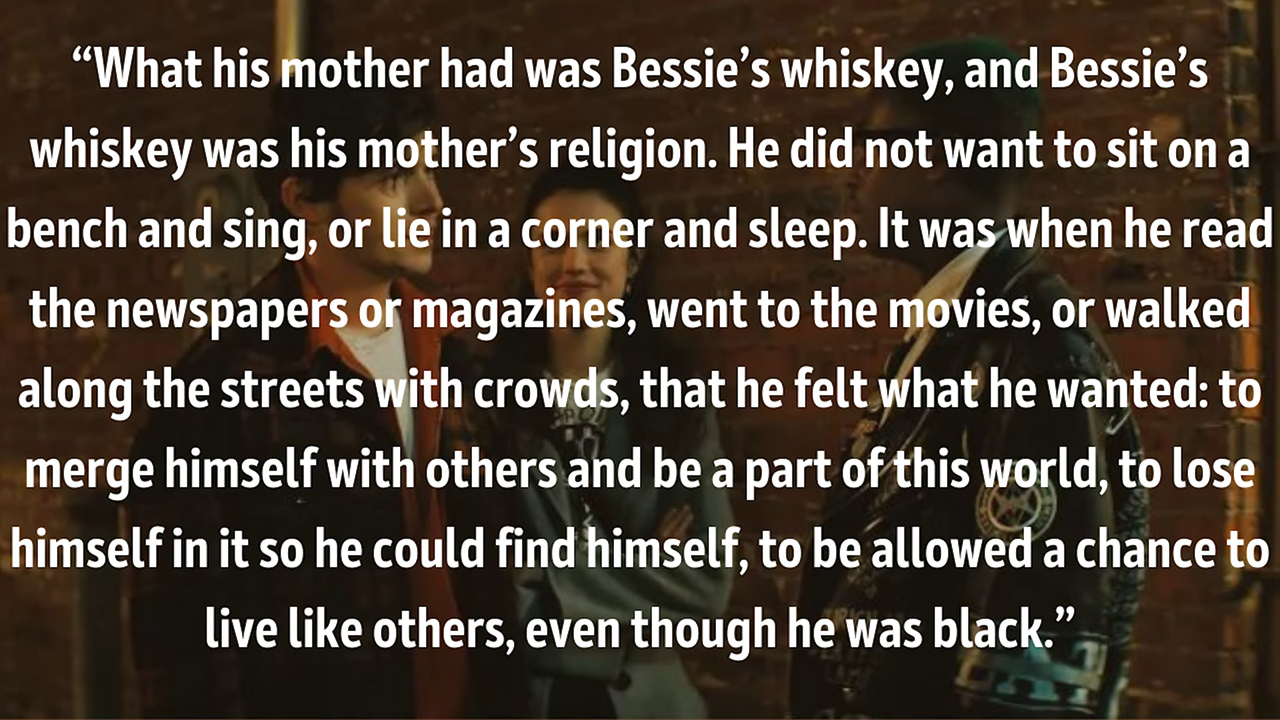 “What his mother had was Bessie’s whiskey, and Bessie’s
whiskey was his mother’s religion. He did not want to sit on a
bench and sing, or lie in a corner and sleep. It was when he read
the newspapers or magazines, went to the movies, or walked
along the streets with crowds, that he felt what he wanted: to
merge himself with others and be a part of this world, to lose
himself in it so he could find himself, to be allowed a chance to
live like others, even though he was black.”